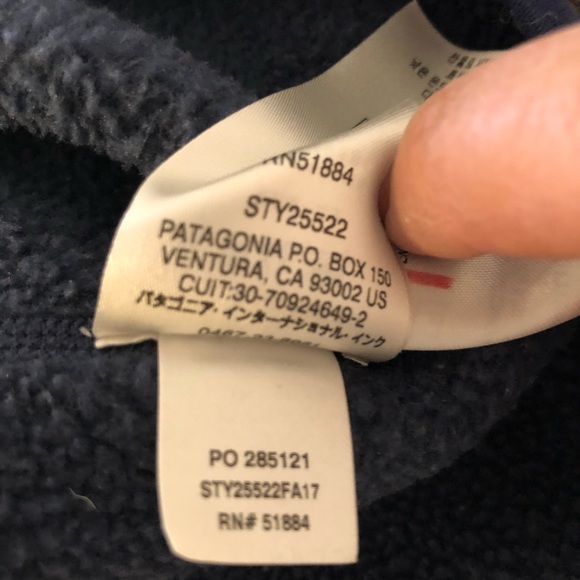 RN51884
STY25522
PATAGONIA P.O. BOX 150
VENTURA, CA 93002 US
CUIT:30-70924649-2
パタゴニア・インターナショナル・インク
PO 285121
STY25522FA17
RN# 51884